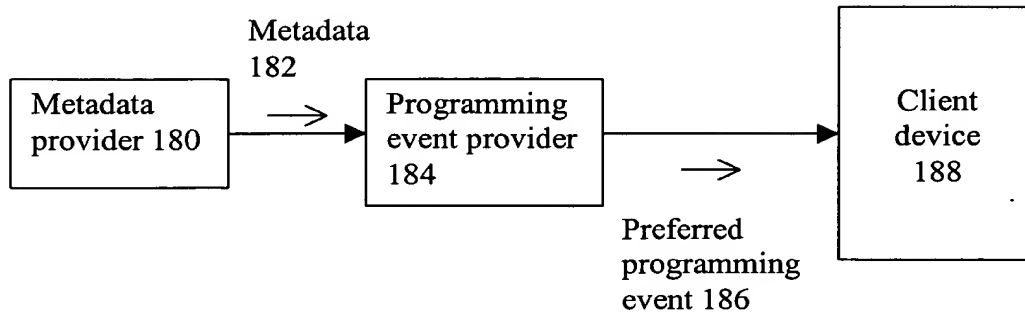 Metadata
182
Metadata
provider 180
Programming
event provider
184
Client
device
188
Preferred
programming
event 186